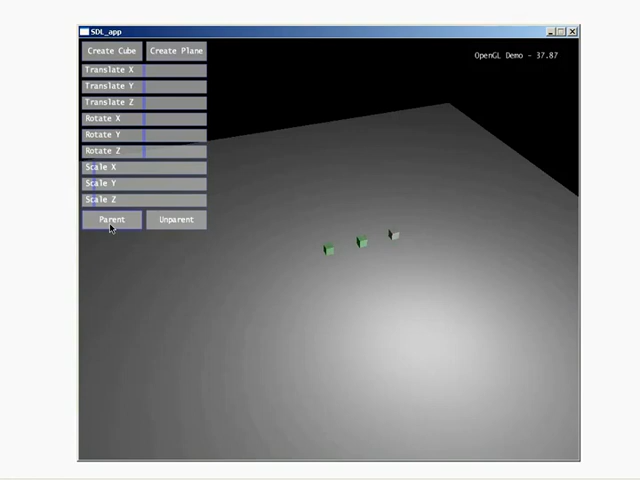 SDL_app
Create Cube Create Plane
OpenGL Demo - 37.87
Translate X
Translate Y
Translate Z
Rotate X
Rotate Y
Rotate Z
Scale X
Scale Y
Scale Z
Parent Unparent